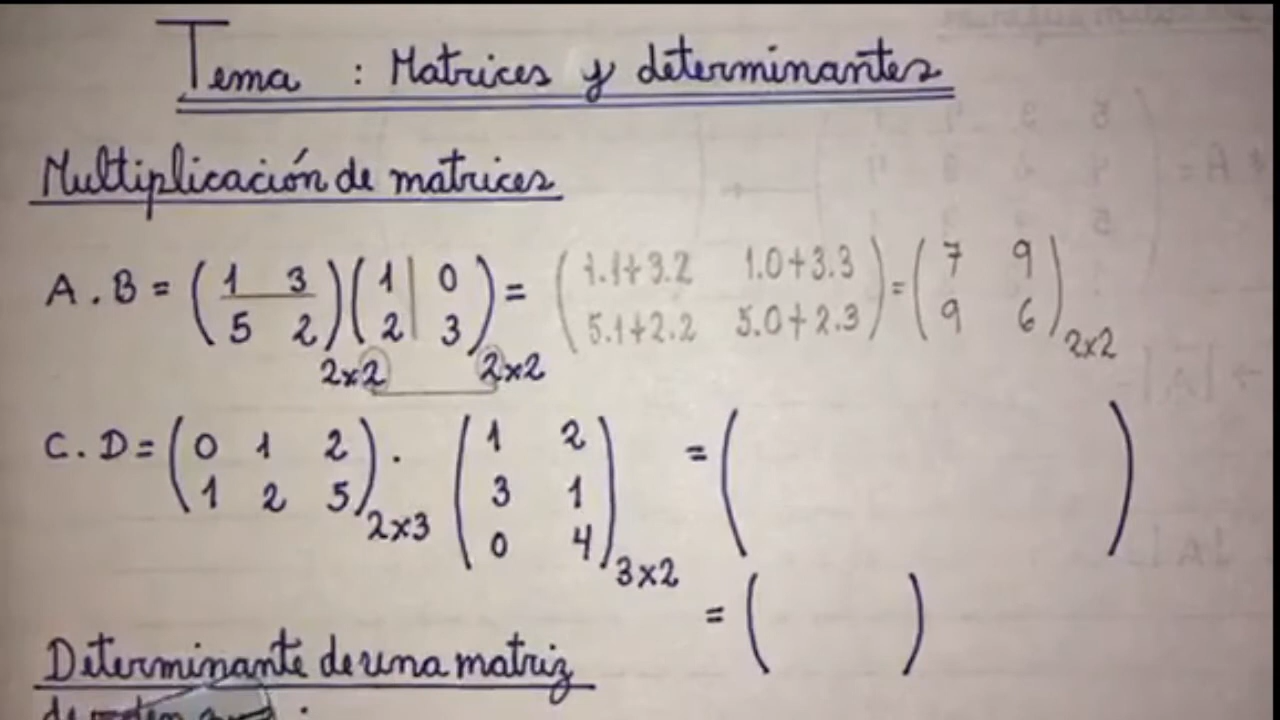 Tema : Matrices y determinantes
Multiplicación de matrices
A . B = (1 3 5 2)2x2 (1 0 2 3)2x2 = (1.1+3.2 1.0+3.3 5.1+2.2 5.0+2.3) = (7 9 9 6)2x2
C . D = (0 1 2 1 2 5)2x3 . (1 2 3 1 0 4)3x2 = ( )
= ( )
Determinante de una matriz
de orden